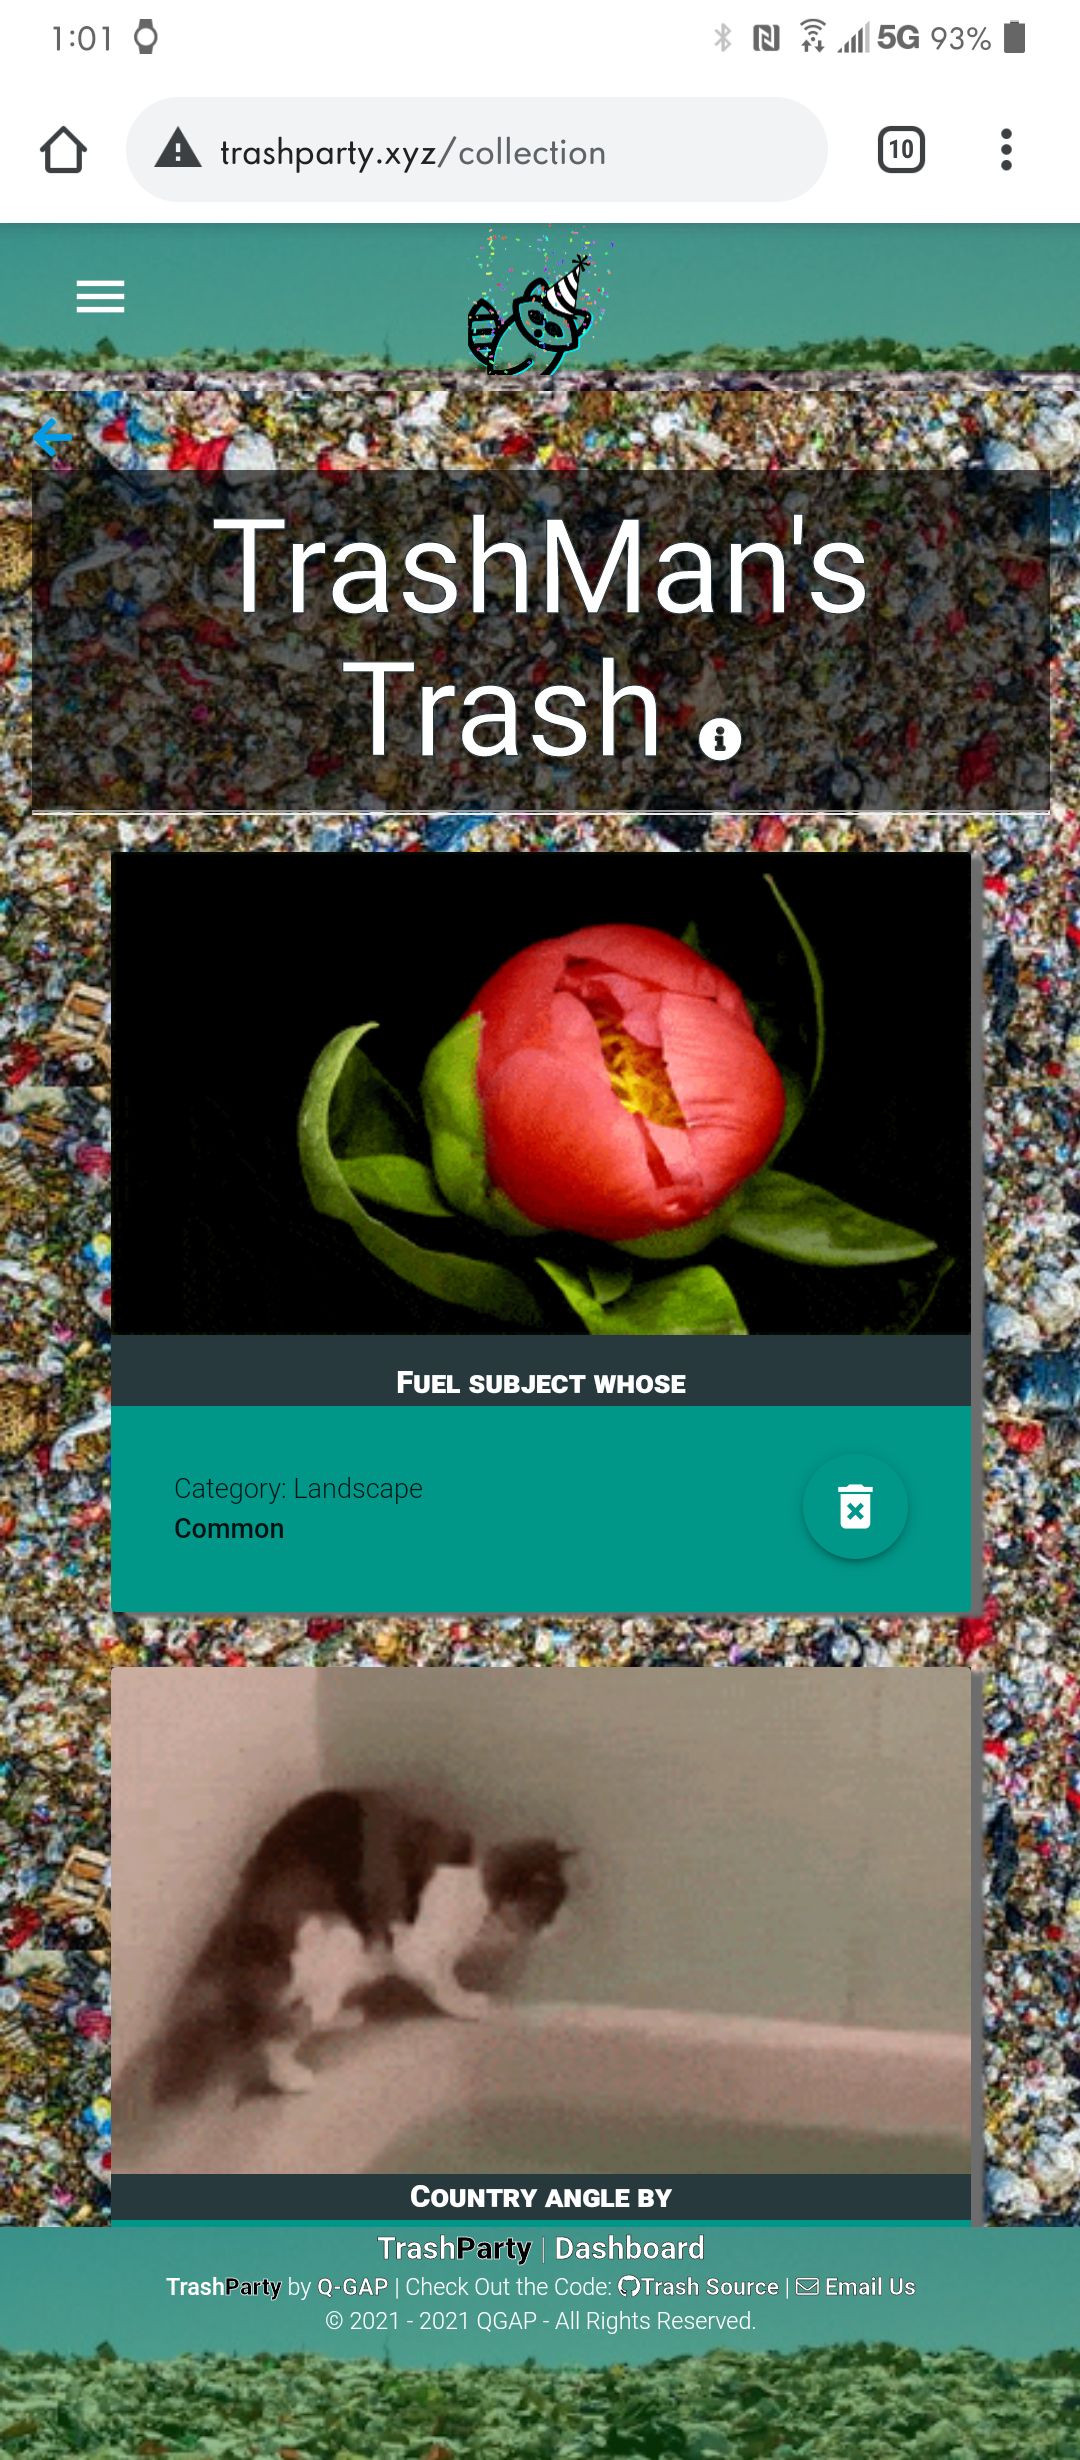 1:01 5G 93%
trashparty.xyz/collection 10
TrashMan's
Trash
Fuel subject whose
Category: Landscape
Common
Country angle by
TrashParty | Dashboard
TrashParty by Q-GAP | Check Out the Code: Trash Source | Email Us
© 2021 - 2021 QGAP - All Rights Reserved.